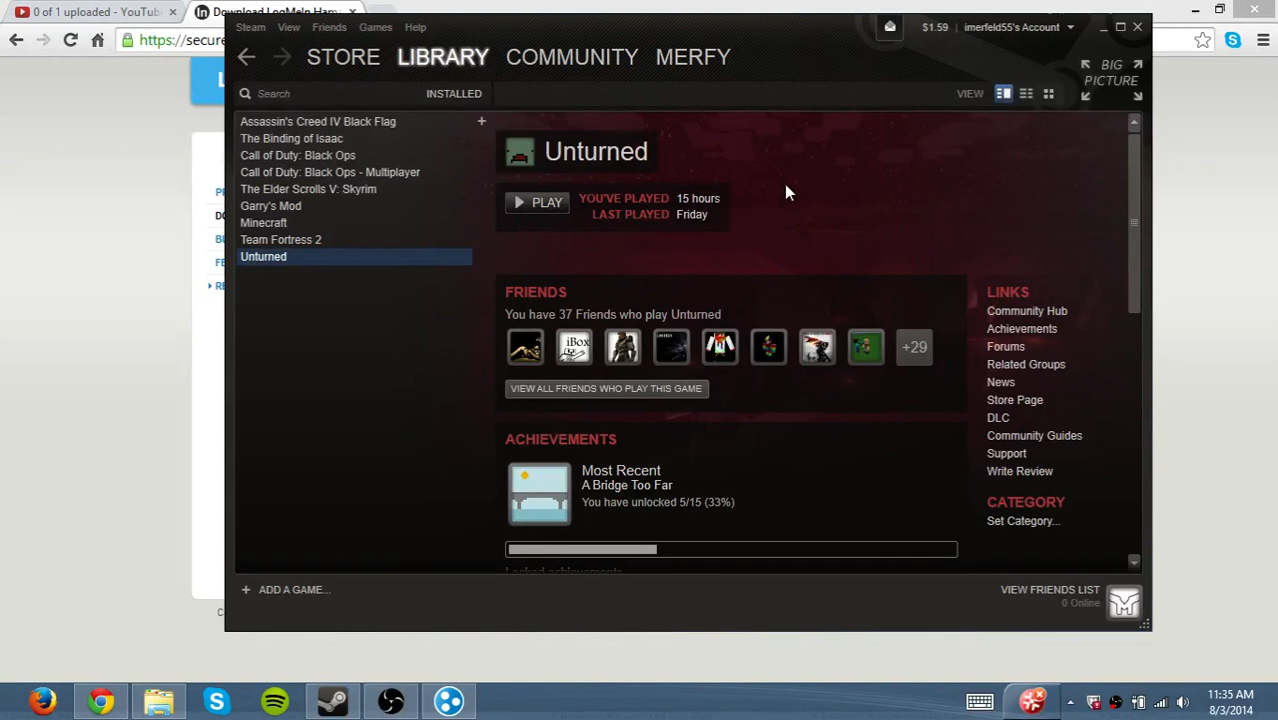 0 of 1 uploaded - YouTub
Download LogMeIn Ham
https://secure
Steam View Friends Games Help
$1.59 imerfeld55's Account
STORE LIBRARY COMMUNITY MERFY
BIG PICTURE
Search INSTALLED
VIEW
Assassin's Creed IV Black Flag
The Binding of Isaac
Call of Duty: Black Ops
Call of Duty: Black Ops - Multiplayer
The Elder Scrolls V: Skyrim
Garry's Mod
Minecraft
Team Fortress 2
Unturned
Unturned
PLAY
YOU'VE PLAYED 15 hours
LAST PLAYED Friday
FRIENDS
You have 37 Friends who play Unturned
iBox
+29
VIEW ALL FRIENDS WHO PLAY THIS GAME
ACHIEVEMENTS
Most Recent
A Bridge Too Far
You have unlocked 5/15 (33%)
Locked achievements
LINKS
Community Hub
Achievements
Forums
Related Groups
News
Store Page
DLC
Community Guides
Support
Write Review
CATEGORY
Set Category...
+ ADD A GAME...
VIEW FRIENDS LIST
0 Online
11:35 AM
8/3/2014